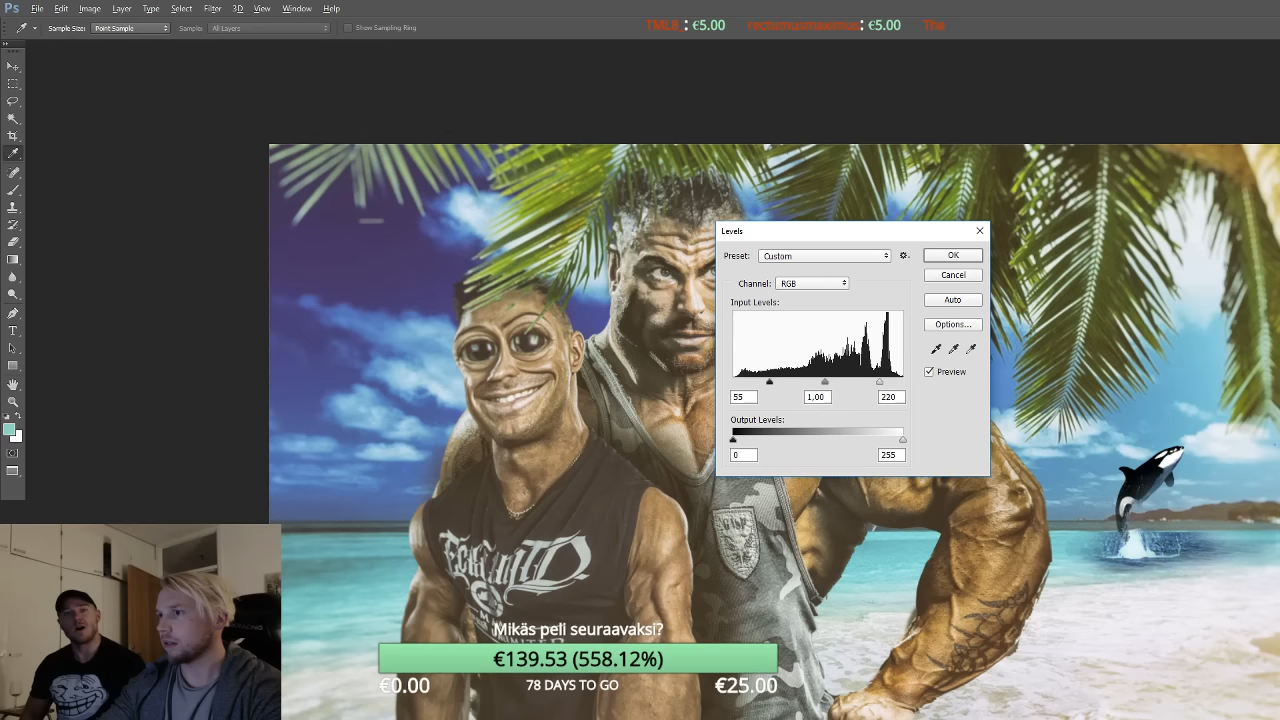 Ps File Edit Image Layer Type Select Filter 3D View Window Help
Sample Size: Point Sample Sample: All Layers Show Sampling Ring
TMLB_: €5.00 rectumusmaximus: €5.00 Tha
Levels
Preset: Custom OK
Cancel
Channel: RGB
Auto
Input Levels:
Options...
Preview
55 1,00 220
Output Levels:
0 255
Mikäs peli seuraavaksi?
€139.53 (558.12%)
€0.00 78 DAYS TO GO €25.00